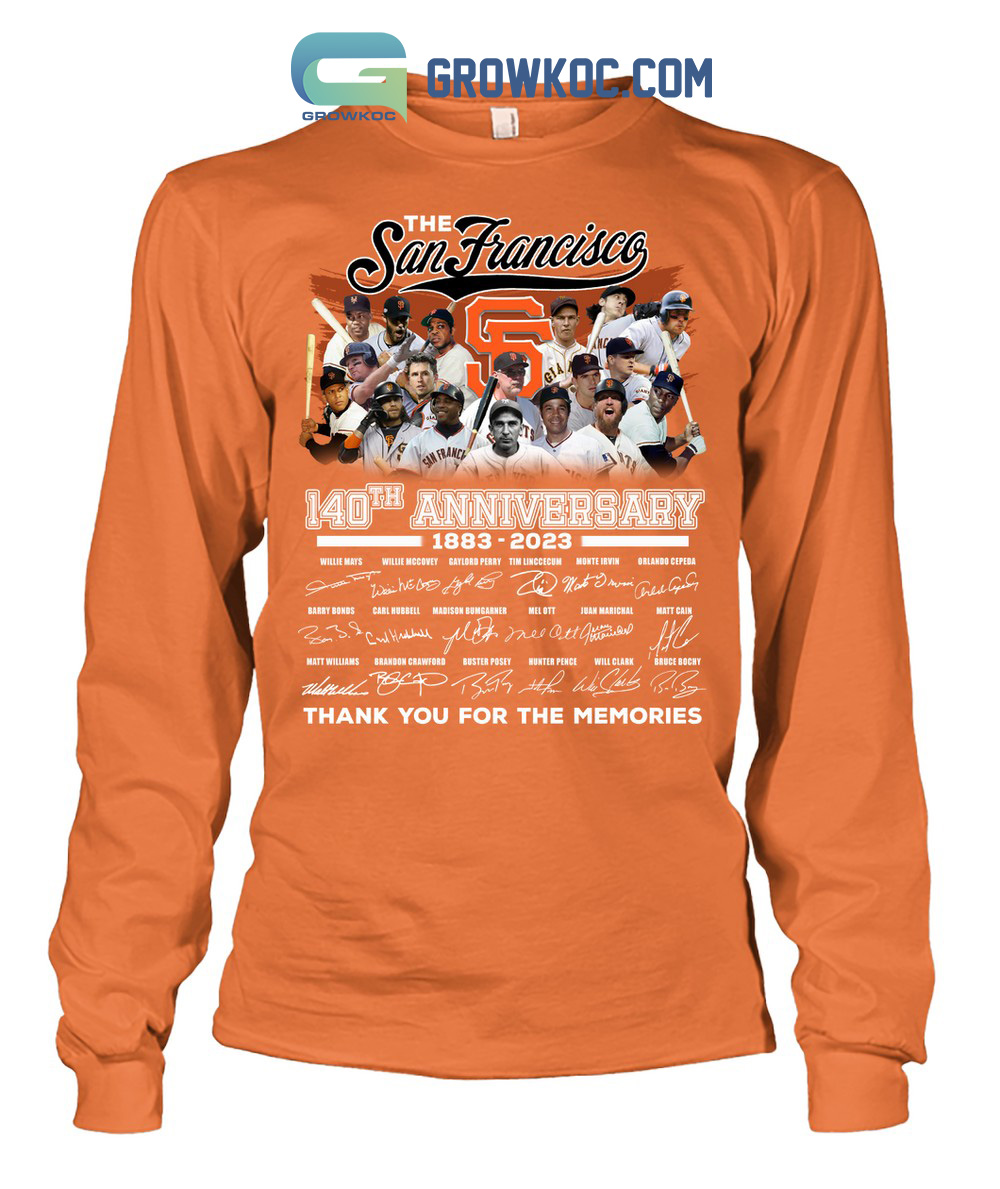 GROWKOC.COM
GROWKOC
THE
San Francisco
SF
140TH ANNIVERSARY
1883 - 2023
WILLIE MAYS WILLIE MCCOVEY GAYLORD PERRY TIM LINCCECUM MONTE IRVIN ORLANDO CEPEDA
BARRY BONDS CARL HUBBELL MADISON BUMGARNER MEL OTT JUAN MARICHAL MATT CAIN
MATT WILLIAMS BRANDON CRAWFORD BUSTER POSEY HUNTER PENCE WILL CLARK BRUCE BOCHY
THANK YOU FOR THE MEMORIES